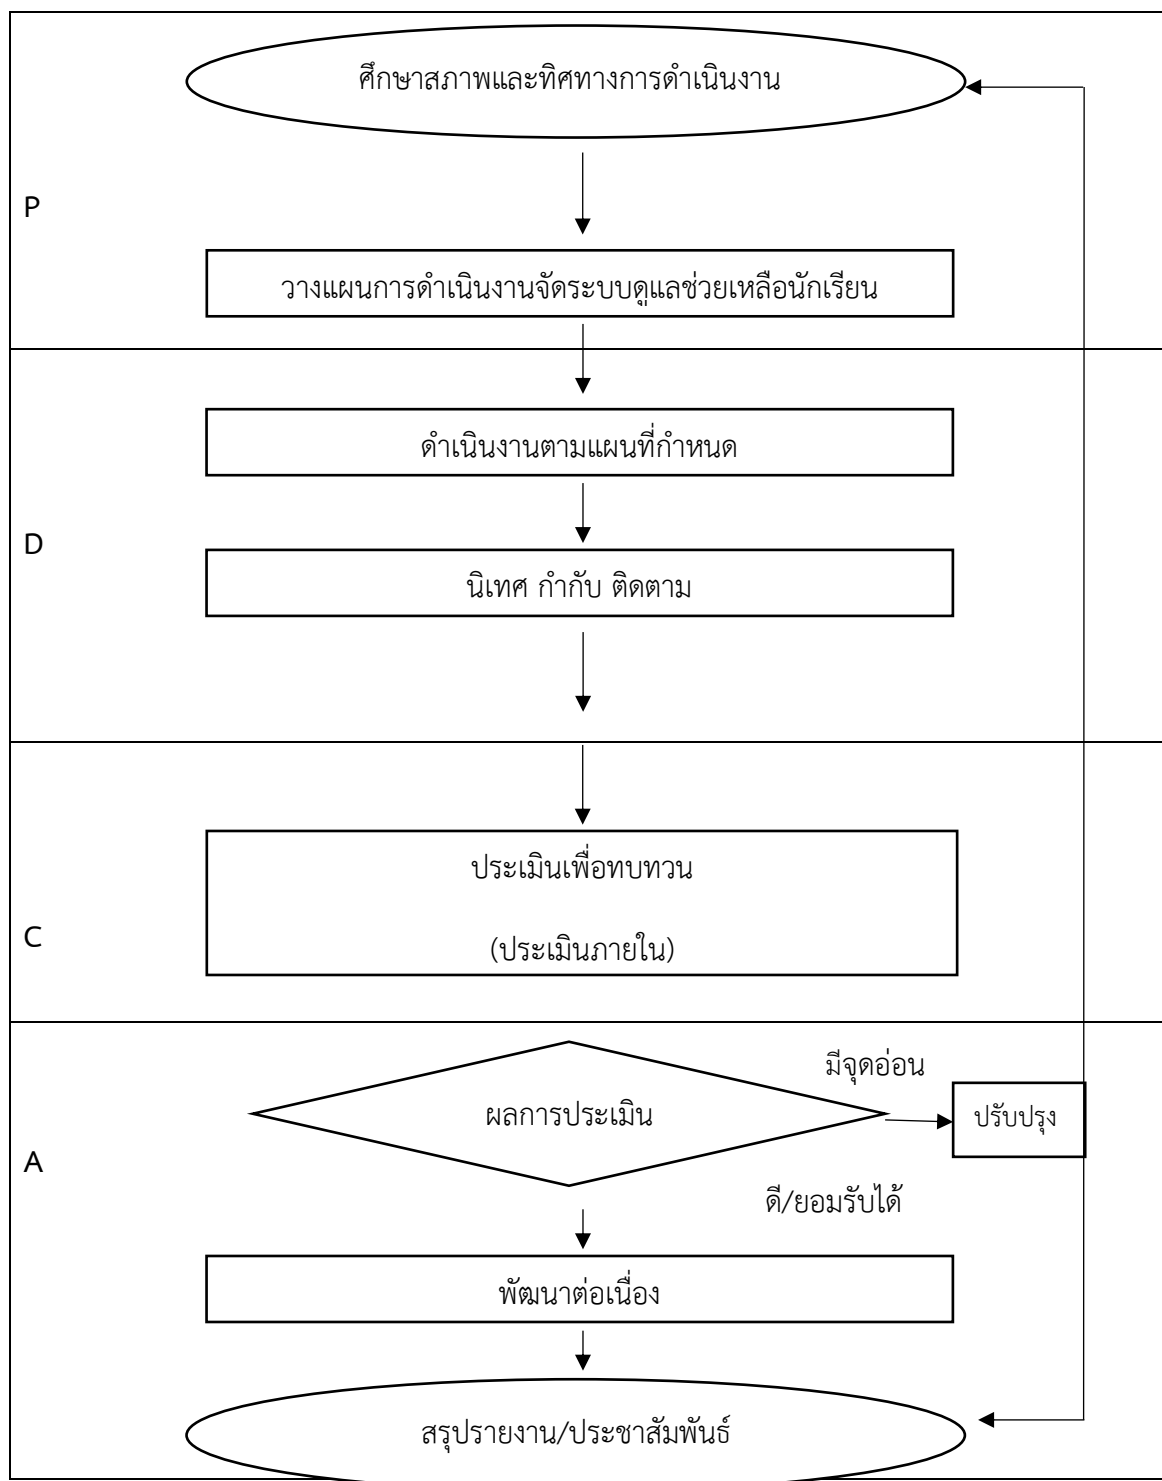 ศึกษาสภาพและทิศทางการดำเนินงาน
P
วางแผนการดำเนินงานจัดระบบดูแลช่วยเหลือนักเรียน
ดำเนินงานตามแผนที่กำหนด
D
นิเทศ กำกับ ติดตาม
ประเมินเพื่อทบทวน
C
(ประเมินภายใน)
มีจุดอ่อน
ผลการประเมิน
ปรับปรุง
A
ดี/ยอมรับได้
พัฒนาต่อเนื่อง
สรุปรายงาน/ประชาสัมพันธ์